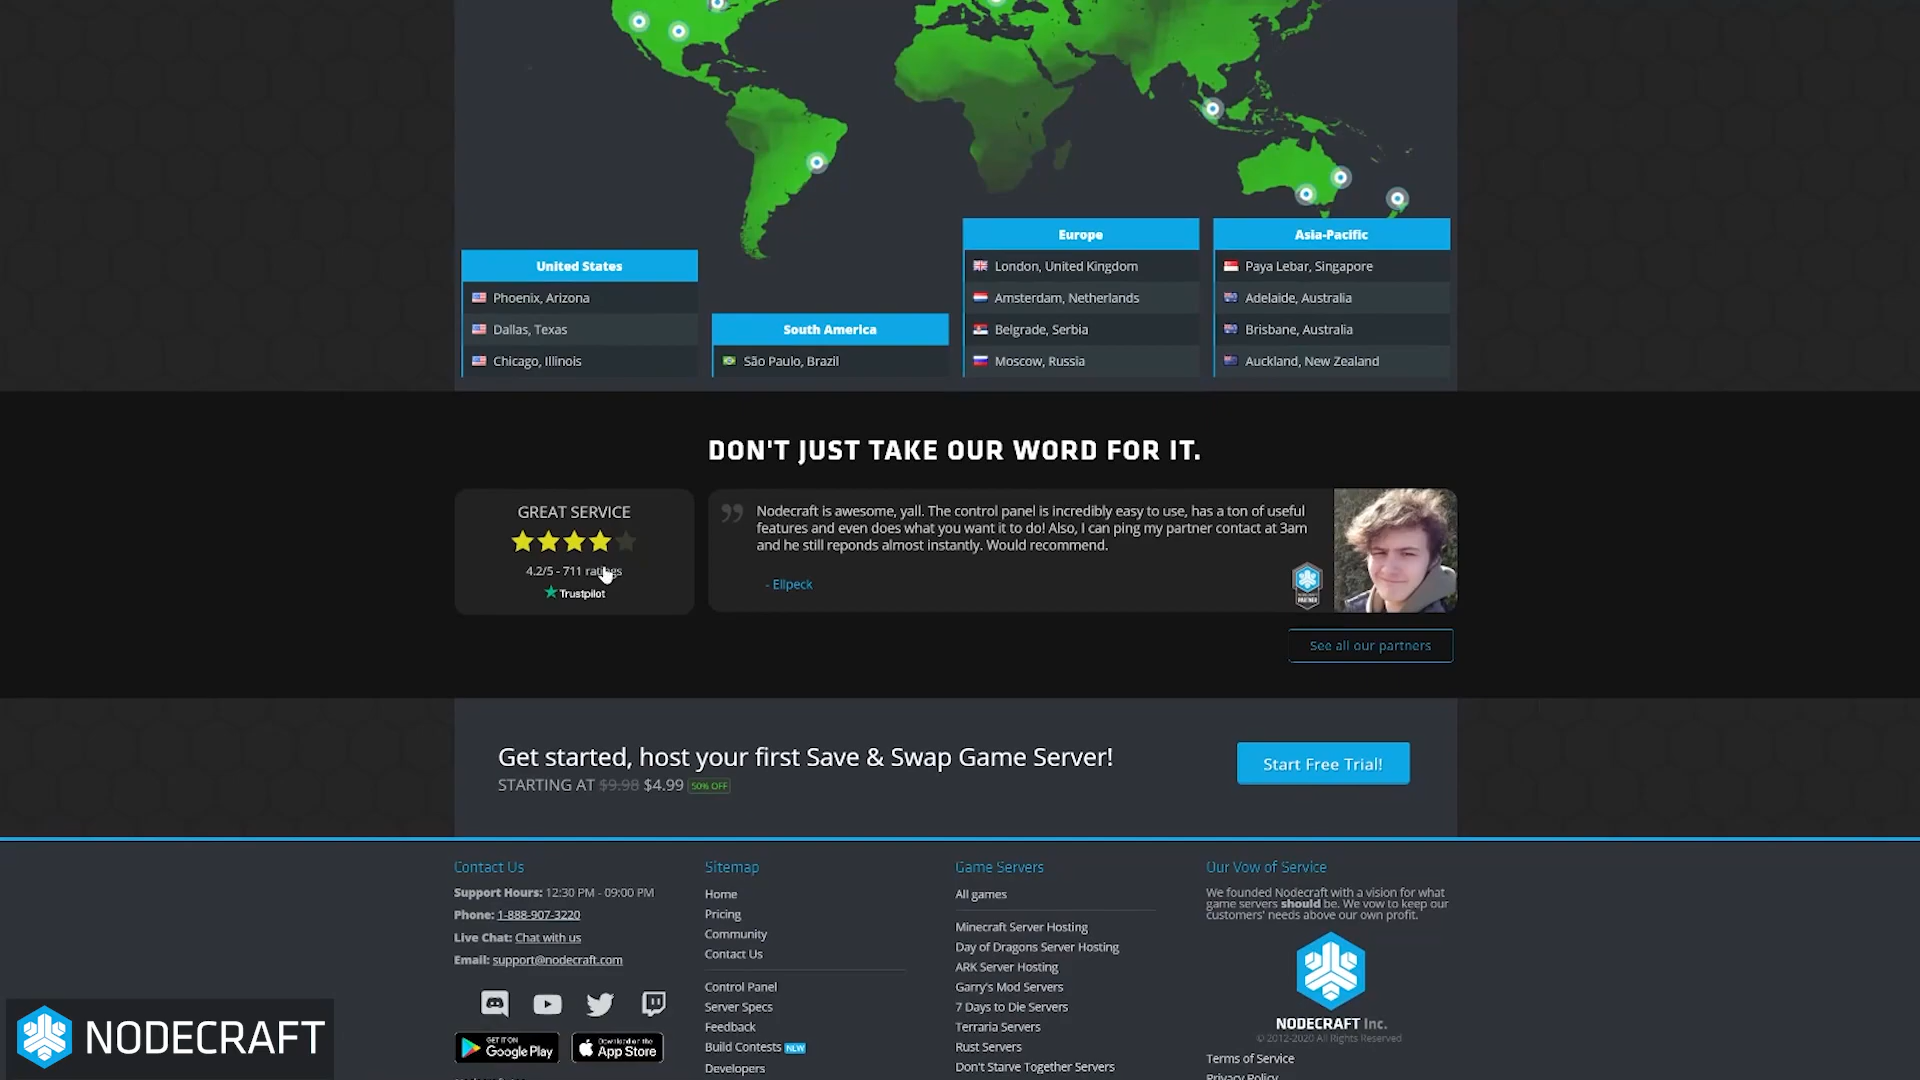 United States
Phoenix, Arizona
Dallas, Texas
Chicago, Illinois
South America
São Paulo, Brazil
Europe
London, United Kingdom
Amsterdam, Netherlands
Belgrade, Serbia
Moscow, Russia
Asia-Pacific
Paya Lebar, Singapore
Adelaide, Australia
Brisbane, Australia
Auckland, New Zealand
DON'T JUST TAKE OUR WORD FOR IT.
GREAT SERVICE
4.2/5 - 711 ratings
Trustpilot
Nodecraft is awesome, yall. The control panel is incredibly easy to use, has a ton of useful
features and even does what you want it to do! Also, I can ping my partner contact at 3am
and he still reponds almost instantly. Would recommend.
- Ellpeck
See all our partners
Get started, host your first Save & Swap Game Server!
STARTING AT $9.98 $4.99 50% OFF
Start Free Trial!
Contact Us
Support Hours: 12:30 PM - 09:00 PM
Phone: 1-888-907-3220
Live Chat: Chat with us
Email: support@nodecraft.com
GET IT ON
Google Play
Download on the
App Store
Sitemap
Home
Pricing
Community
Contact Us
Control Panel
Server Specs
Feedback
Build Contests NEW
Developers
Game Servers
All games
Minecraft Server Hosting
Day of Dragons Server Hosting
ARK Server Hosting
Garry's Mod Servers
7 Days to Die Servers
Terraria Servers
Rust Servers
Don't Starve Together Servers
Our Vow of Service
We founded Nodecraft with a vision for what
game servers should be. We vow to keep our
customers' needs above our own profit.
NODECRAFT Inc.
© 2012-2020 All Rights Reserved
Terms of Service
Privacy Policy
NODECRAFT